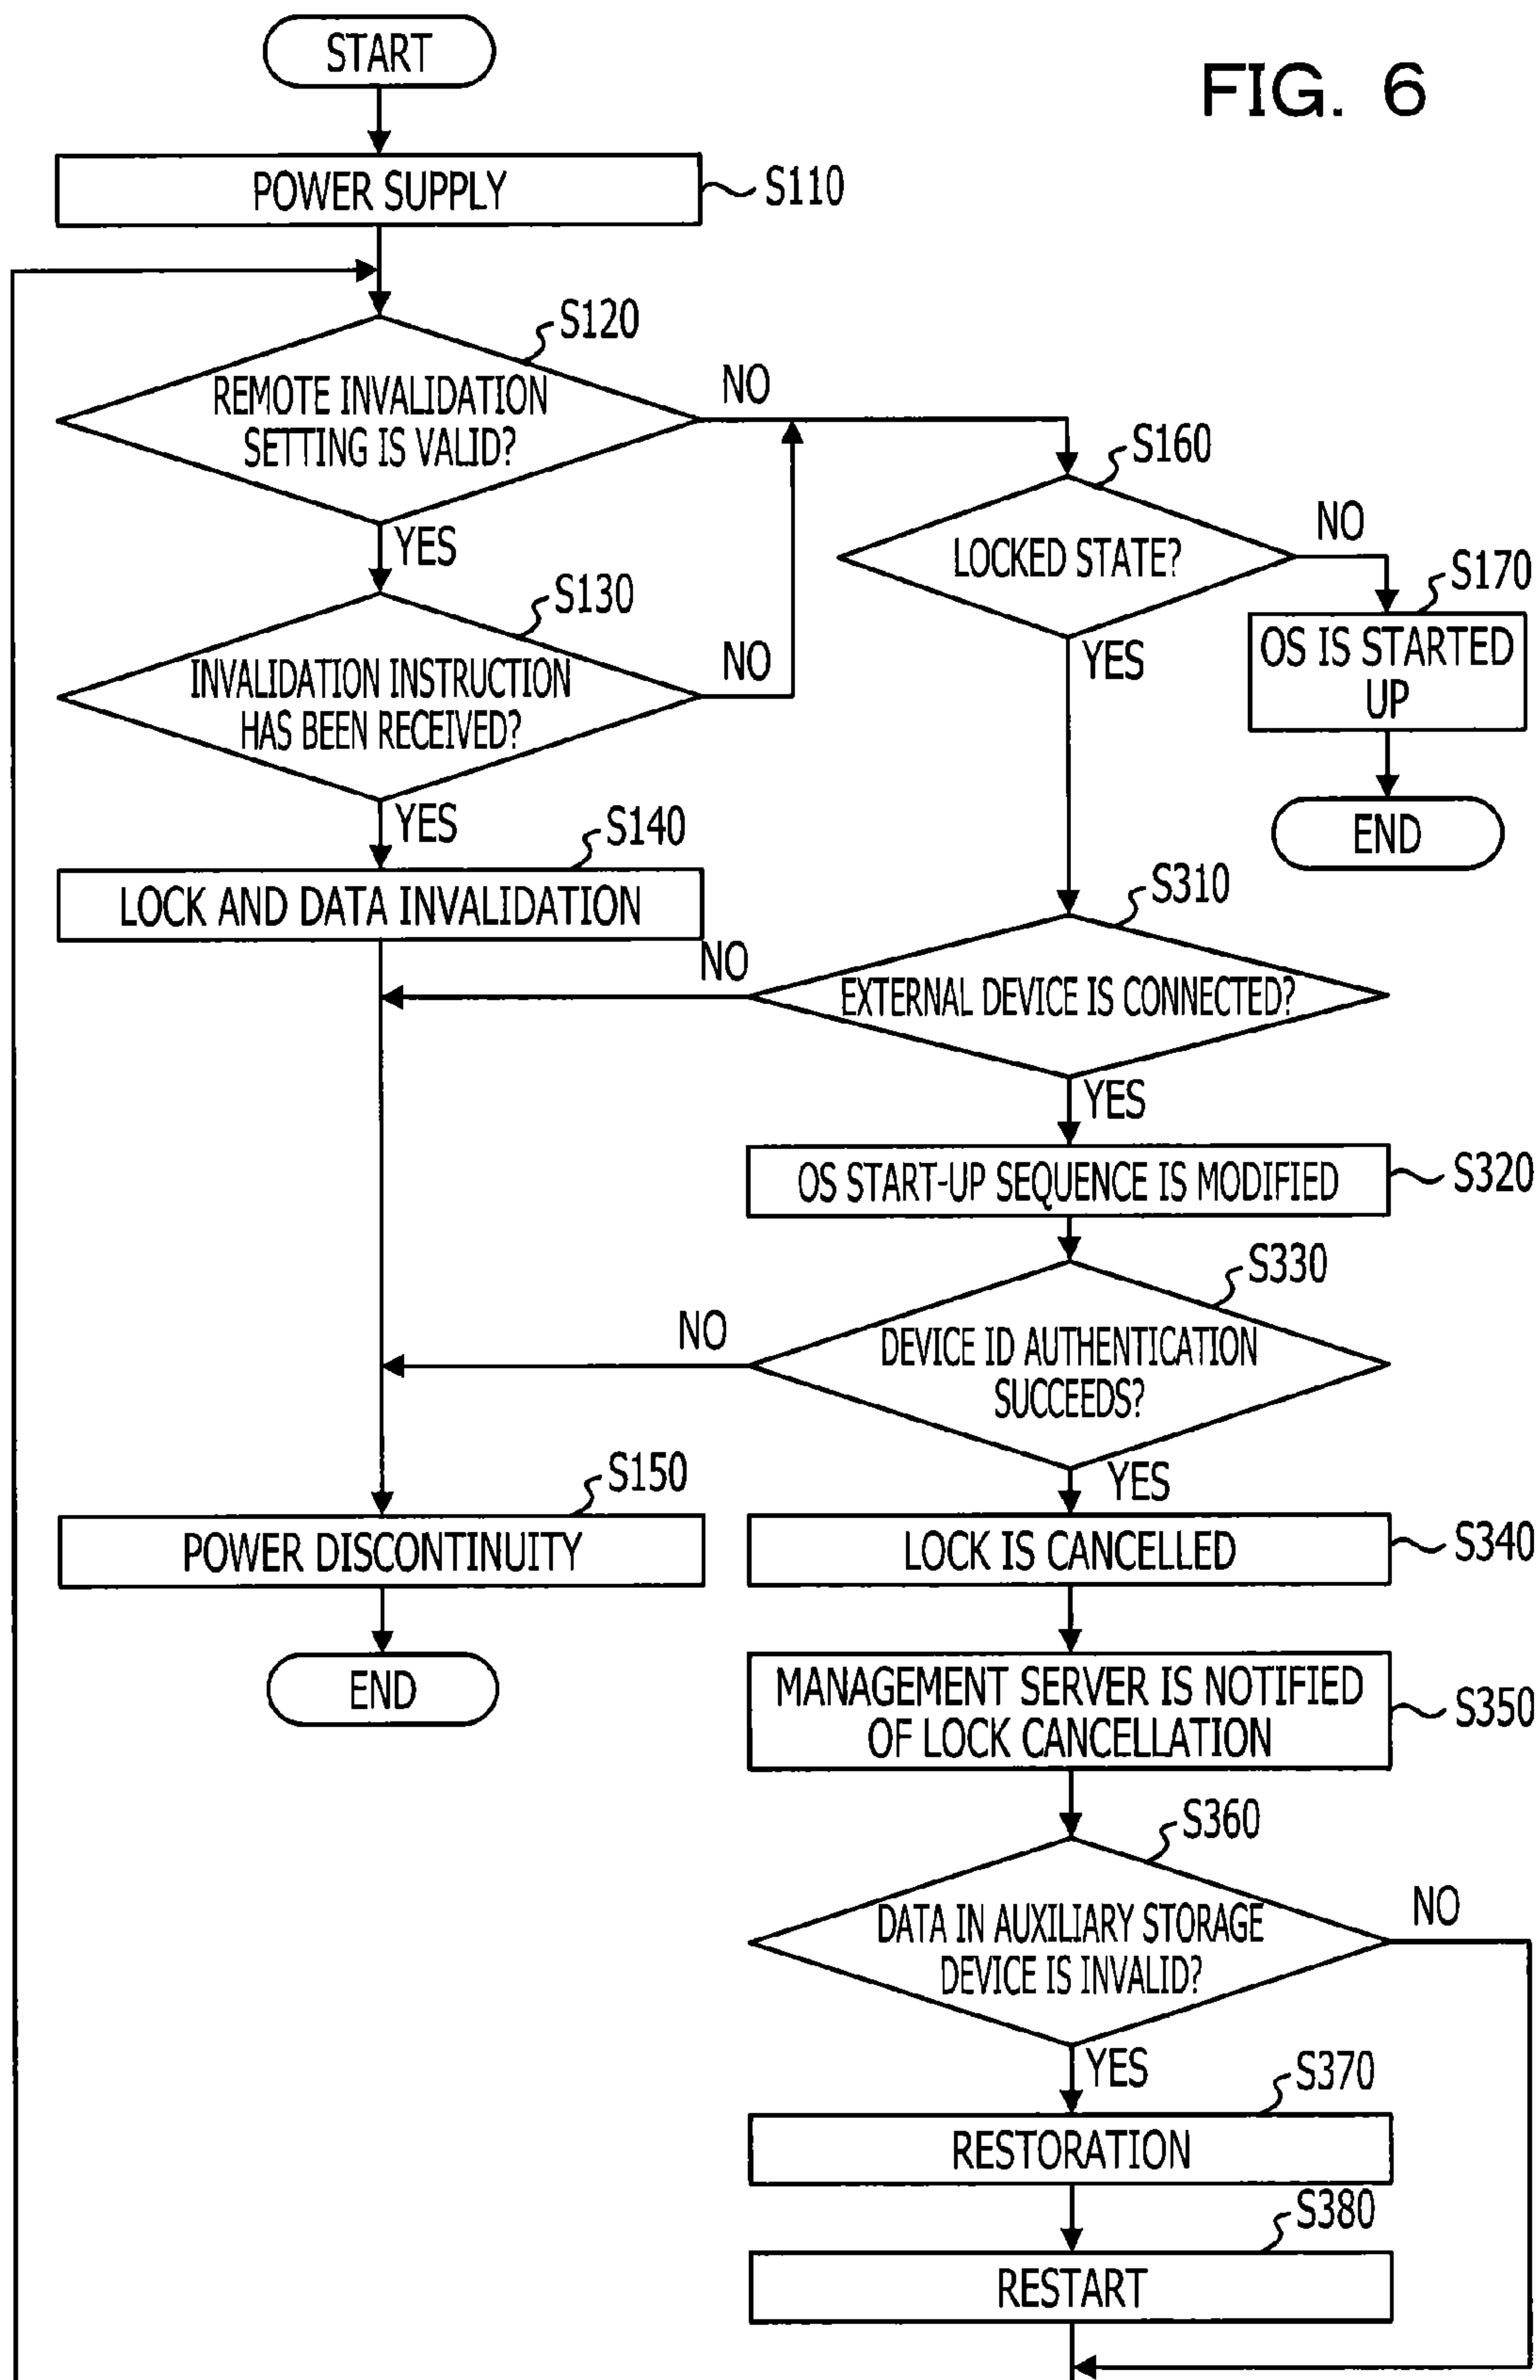 START
FIG. 6
POWER SUPPLY
S110
S120
REMOTE INVALIDATION
SETTING IS VALID?
NO
S160
YES
LOCKED STATE?
NO
S170
S130
INVALIDATION INSTRUCTION
HAS BEEN RECEIVED?
NO
YES
OS IS STARTED
UP
YES
S140
END
LOCK AND DATA INVALIDATION
S310
NO
EXTERNAL DEVICE IS CONNECTED?
YES
OS START-UP SEQUENCE IS MODIFIED
S320
S330
NO
DEVICE ID AUTHENTICATION
SUCCEEDS?
YES
S150
POWER DISCONTINUITY
LOCK IS CANCELLED
S340
END
MANAGEMENT SERVER IS NOTIFIED
OF LOCK CANCELLATION
S350
S360
DATA IN AUXILIARY STORAGE
DEVICE IS INVALID?
NO
YES
S370
RESTORATION
S380
RESTART